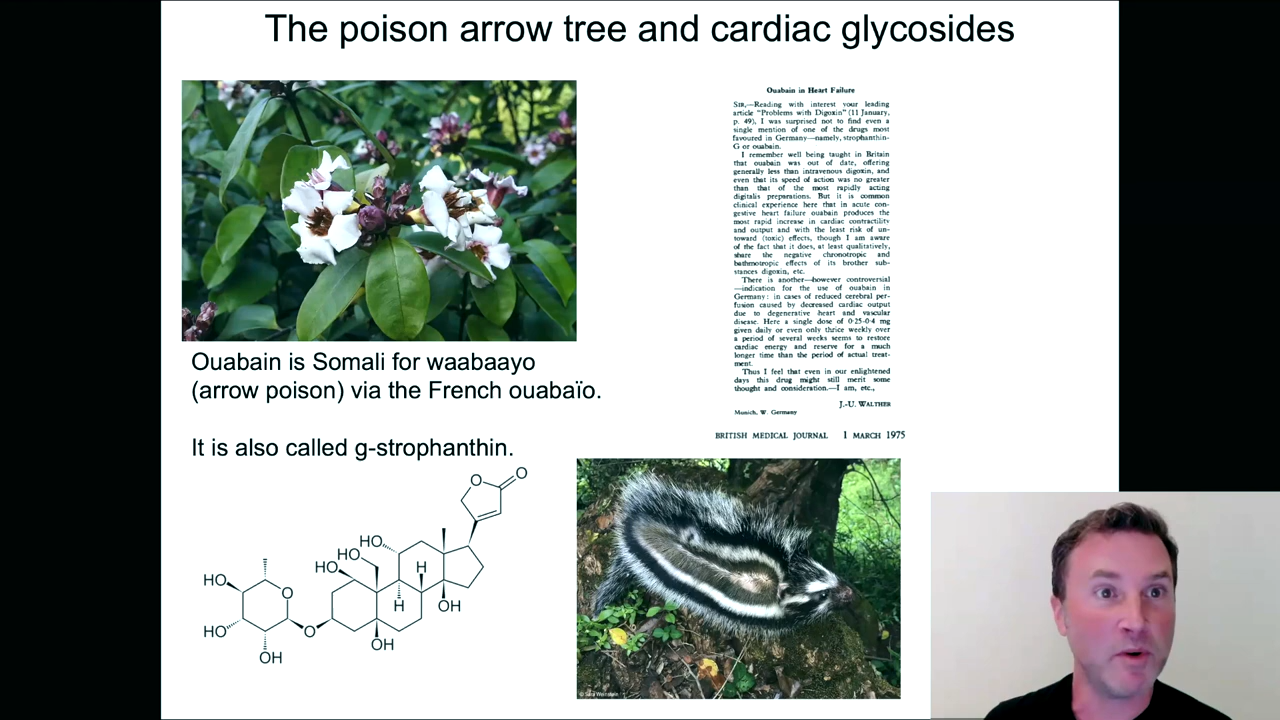 The poison arrow tree and cardiac glycosides
Ouabain is Somali for waabaayo
(arrow poison) via the French ouabaïo.
It is also called g-strophanthin.
O
O
HO
HO
HO
H
HO
O
H
OH
HO
O
OH
OH
Ouabain in Heart Failure
SIR,—Reading with interest your leading
article “Problems with Digoxin” (11 January,
p. 49), I was surprised not to find even a
single mention of one of the drugs most
favoured in Germany—namely, strophanthin-
G or ouabain.
I remember well being taught in Britain
that ouabain was out of date, offering
generally less than intravenous digoxin, and
even that its speed of action was no greater
than that of the most rapidly acting
digitalis preparations. But it is common
clinical experience here that in acute con-
gestive heart failure ouabain produces the
most rapid increase in cardiac contractility
and output and with the least risk of un-
toward (toxic) effects, though I am aware
of the fact that it does, at least qualitatively,
share the negative chronotropic and
bathmotropic effects of its brother sub-
stances digoxin, etc.
There is another—however controversial
—indication for the use of ouabain in
Germany: in cases of reduced cerebral per-
fusion caused by decreased cardiac output
due to degenerative heart and vascular
disease. Here a single dose of 0·25-0·4 mg
given daily or even only thrice weekly over
a period of several weeks seems to restore
cardiac energy and reserve for a much
longer time than the period of actual treat-
ment.
Thus I feel that even in our enlightened
days this drug might still merit some
thought and consideration.—I am, etc.,
J.-U. WALTHER
Munich, W. Germany
BRITISH MEDICAL JOURNAL 1 MARCH 1975
© Sara Weinstein